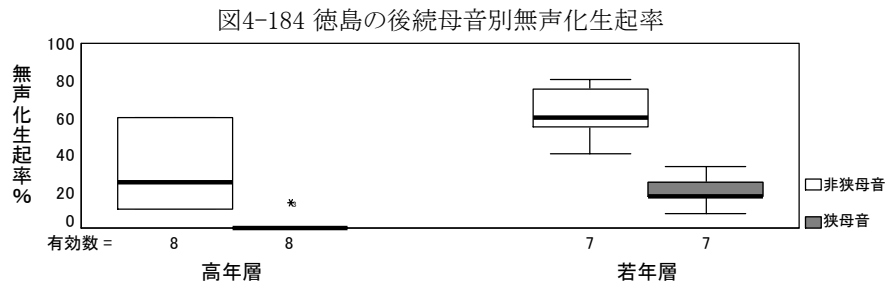 図4-184 徳島の後続母音別無声化生起率
無声化生起率%
100
80
60
40
20
0
*
有効数 = 8 8 7 7
高年層 若年層
非狭母音
狭母音